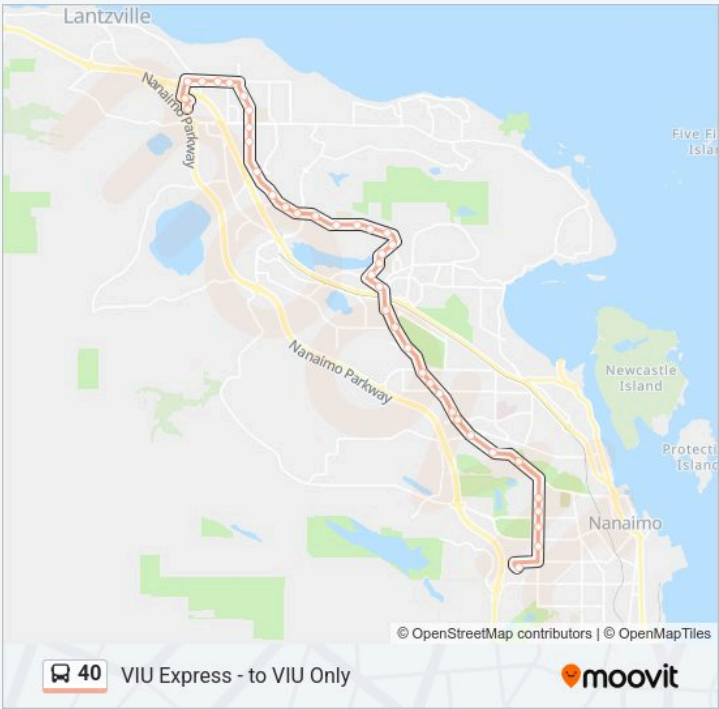 Lantzville
Nanaimo Parkway
Five Fi
Islan
Nanaimo Parkway
Newcastle
Island
Protecti
Island
Nanaimo
© OpenStreetMap contributors | © OpenMapTiles
40 VIU Express - to VIU Only
moovit